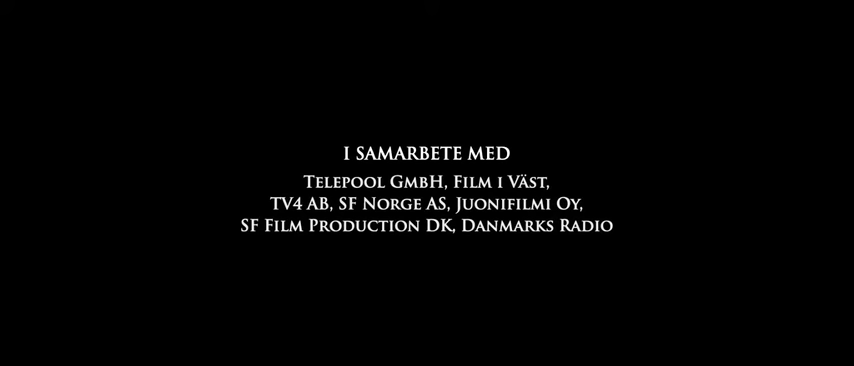 I SAMARBETE MED
TELEPOOL GMBH, FILM I VÄST,
TV4 AB, SF NORGE AS, JUONIFILMI OY,
SF FILM PRODUCTION DK, DANMARKS RADIO